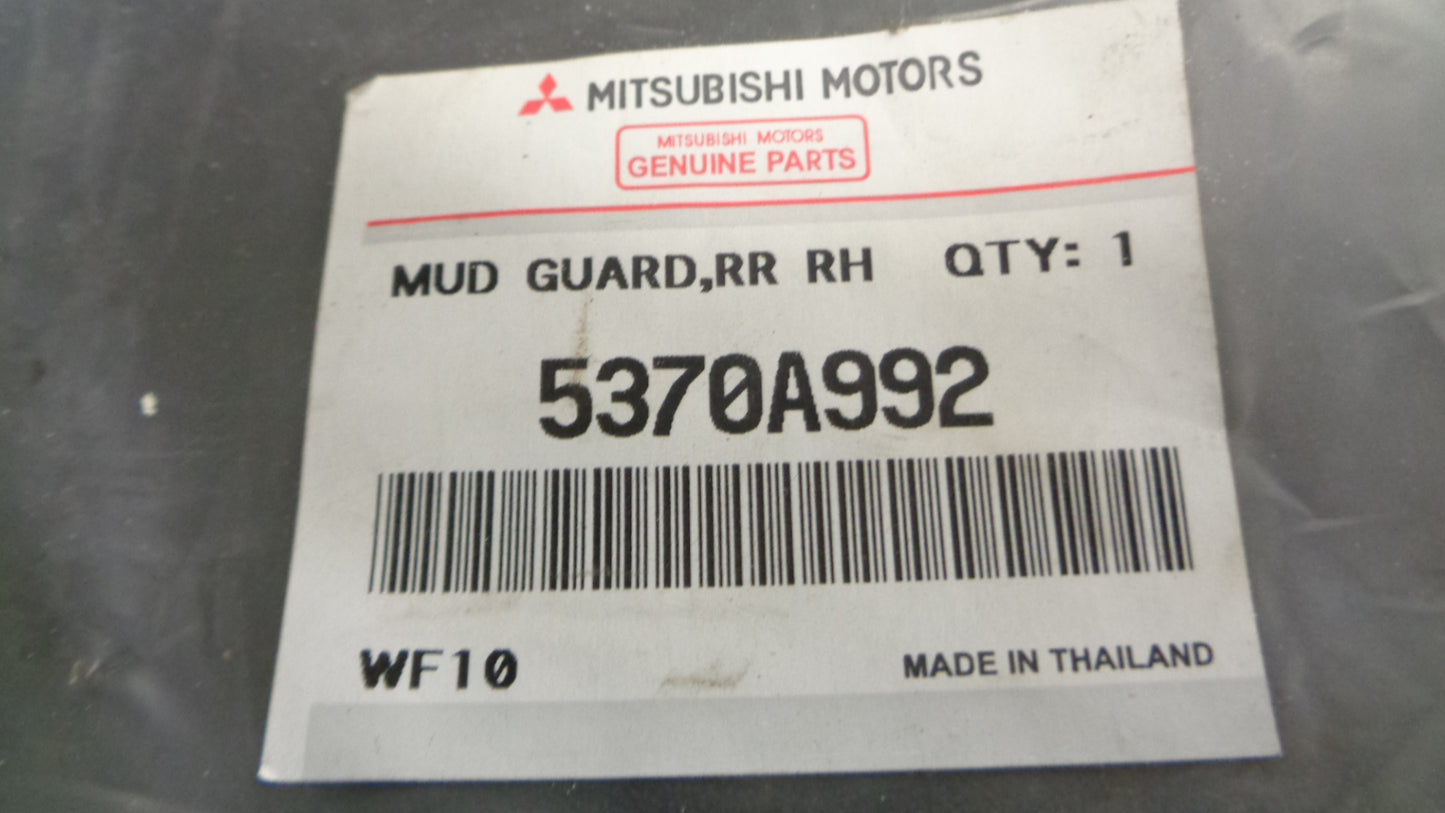 MITSUBISHI MOTORS
MITSUBISHI MOTORS
GENUINE PARTS
MUD GUARD,RR RH QTY: 1
5370A992
WF10 MADE IN THAILAND